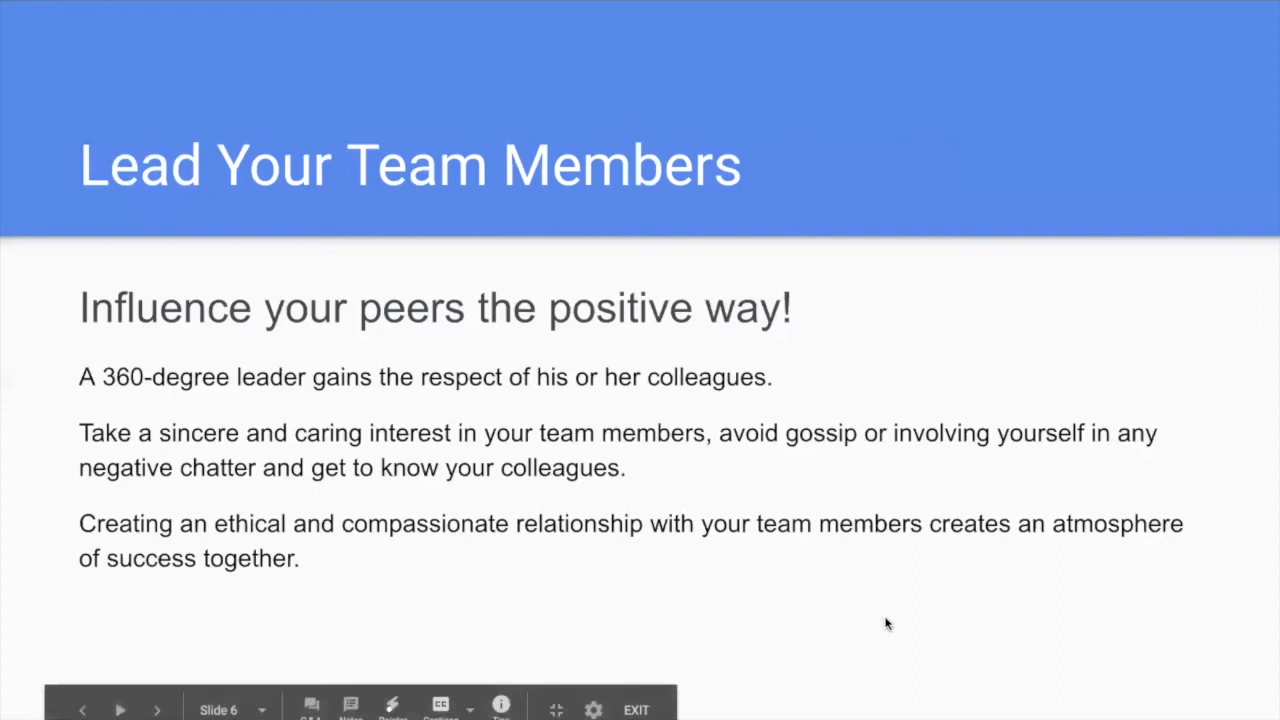 Lead Your Team Members
Influence your peers the positive way!
A 360-degree leader gains the respect of his or her colleagues.
Take a sincere and caring interest in your team members, avoid gossip or involving yourself in any
negative chatter and get to know your colleagues.
Creating an ethical and compassionate relationship with your team members creates an atmosphere
of success together.
Slide 6
CC
EXIT